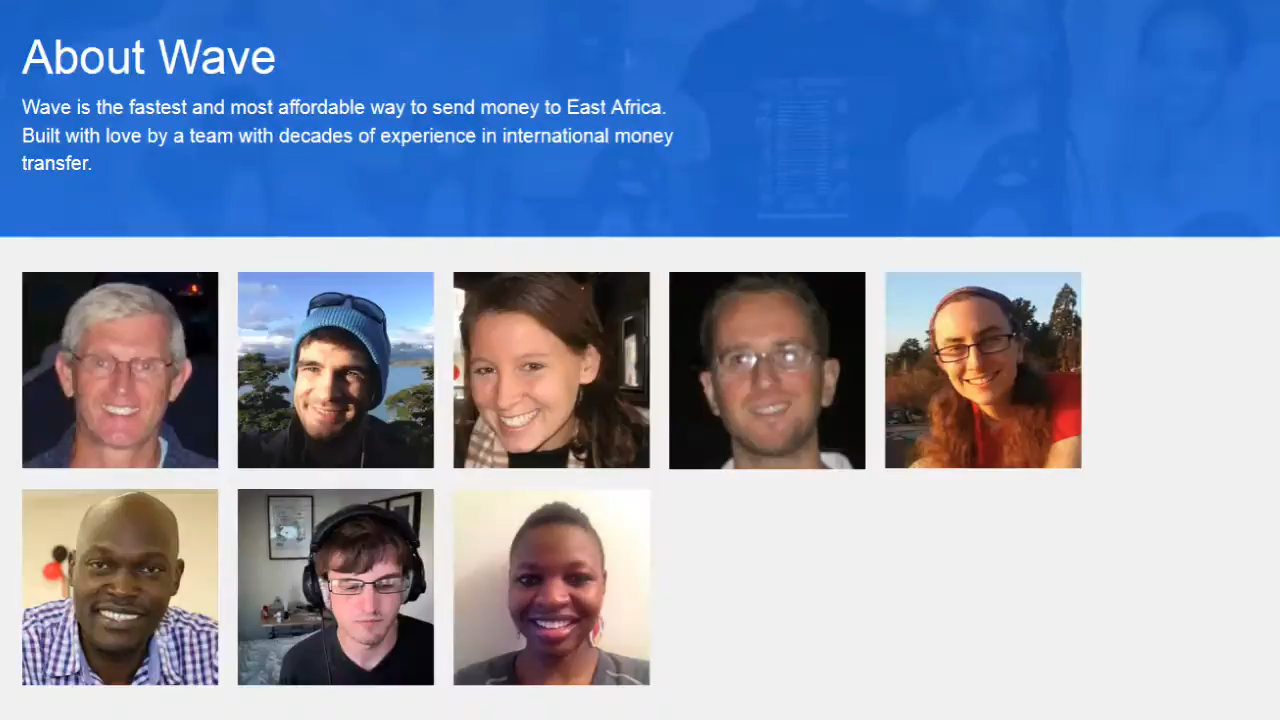 About Wave
Wave is the fastest and most affordable way to send money to East Africa.
Built with love by a team with decades of experience in international money
transfer.